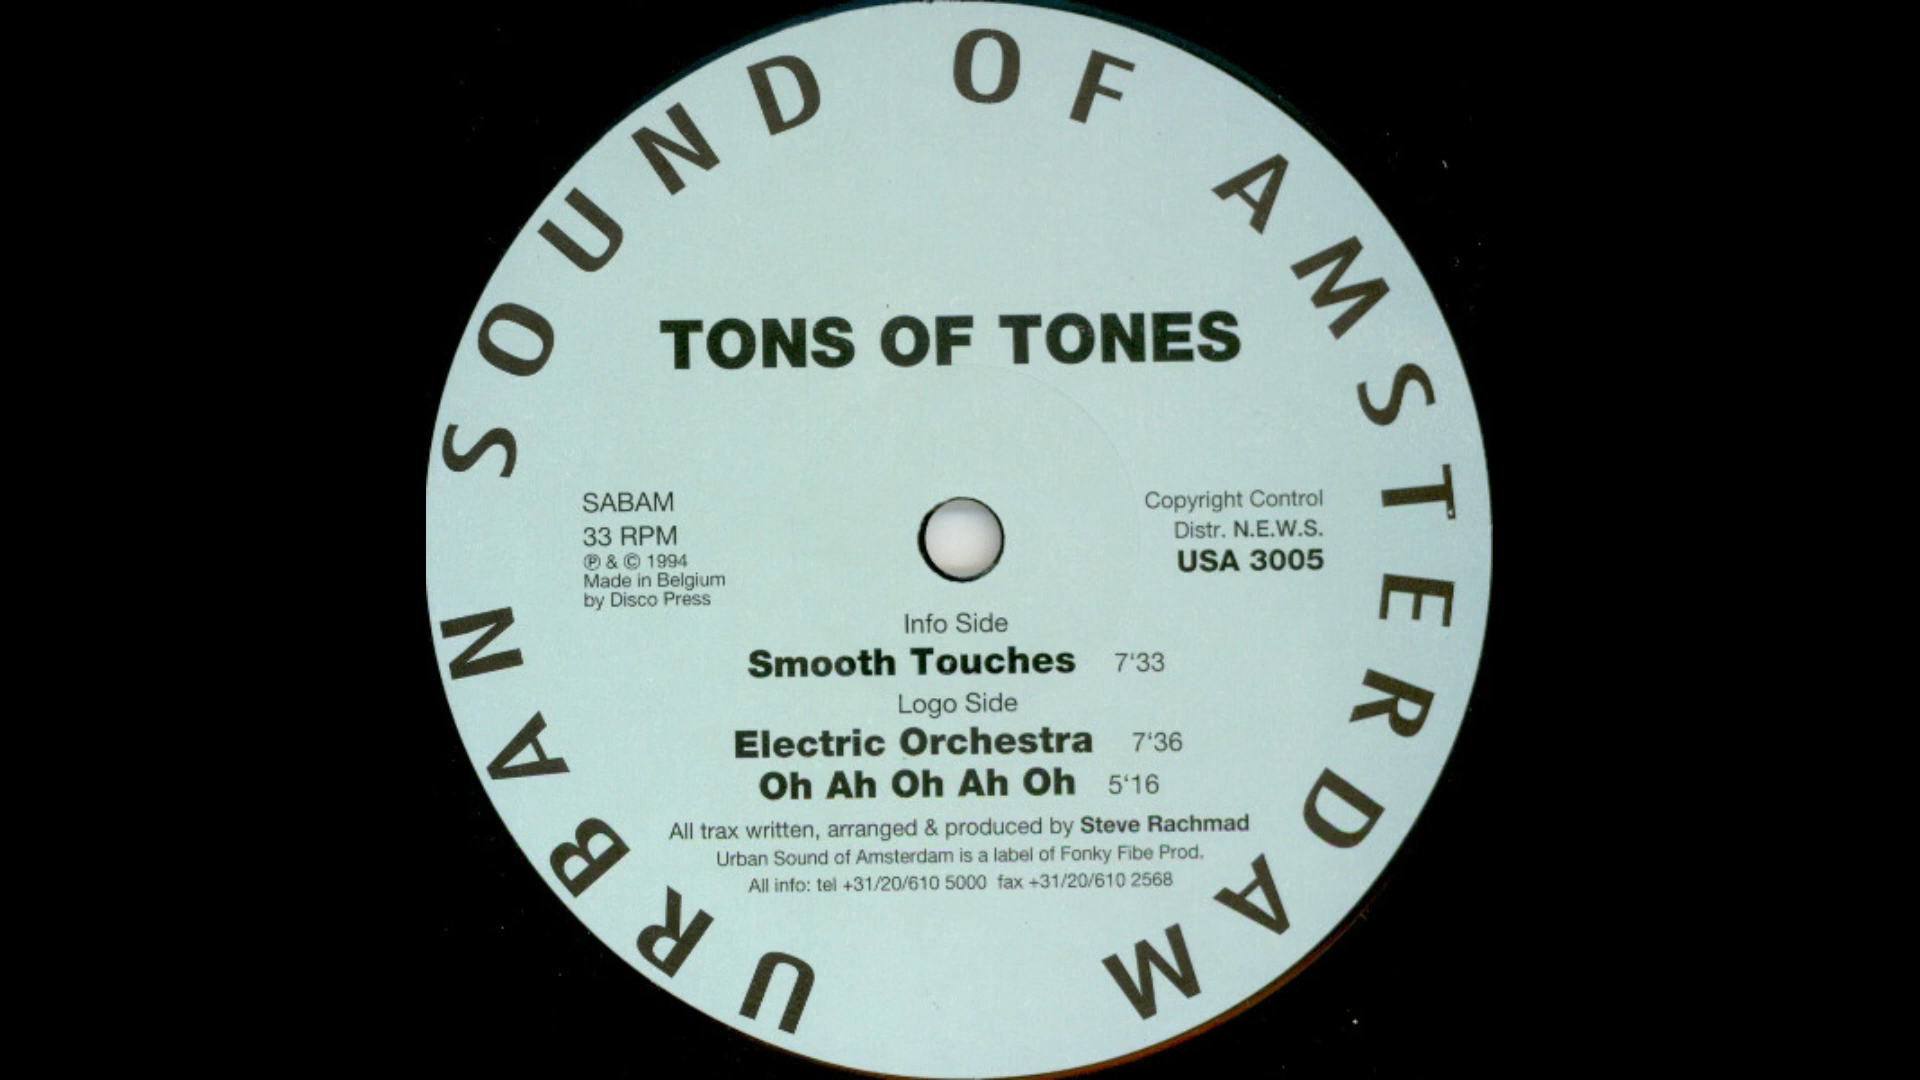 URBAN SOUND OF AMSTERDAM
TONS OF TONES
SABAM
33 RPM
℗ & © 1994
Made in Belgium
by Disco Press
Copyright Control
Distr. N.E.W.S.
USA 3005
Info Side
Smooth Touches 7'33
Logo Side
Electric Orchestra 7'36
Oh Ah Oh Ah Oh 5'16
All trax written, arranged & produced by Steve Rachmad
Urban Sound of Amsterdam is a label of Fonky Fibe Prod.
All info: tel +31/20/610 5000 fax +31/20/610 2568